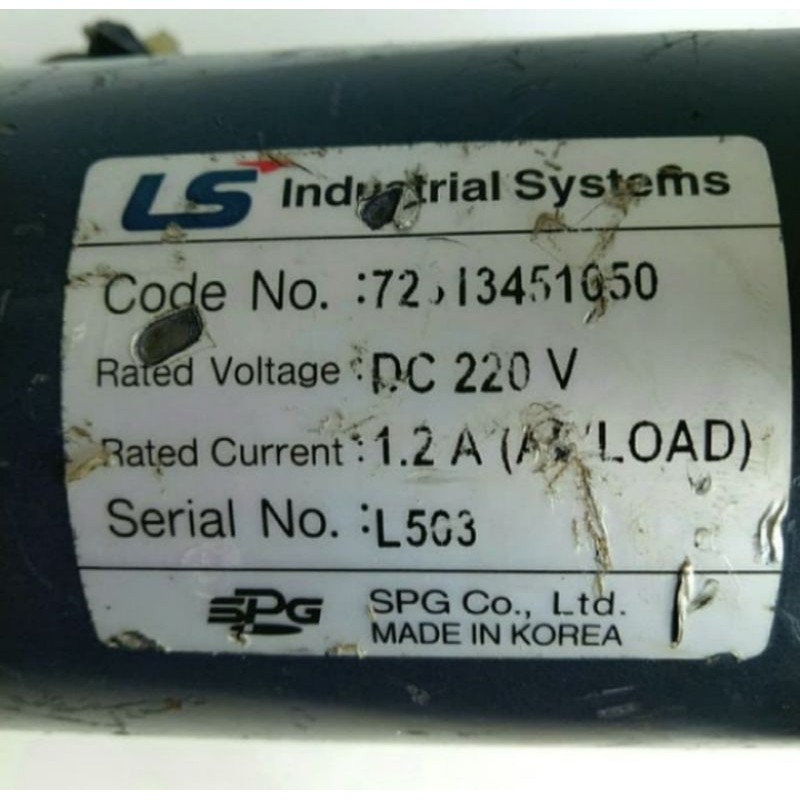 LS Industrial Systems
Code No. :
Rated Voltage : DC 220 V
Rated Current : 1.2 A ( LOAD)
Serial No. : L503
SPG
SPG Co., Ltd.
MADE IN KOREA